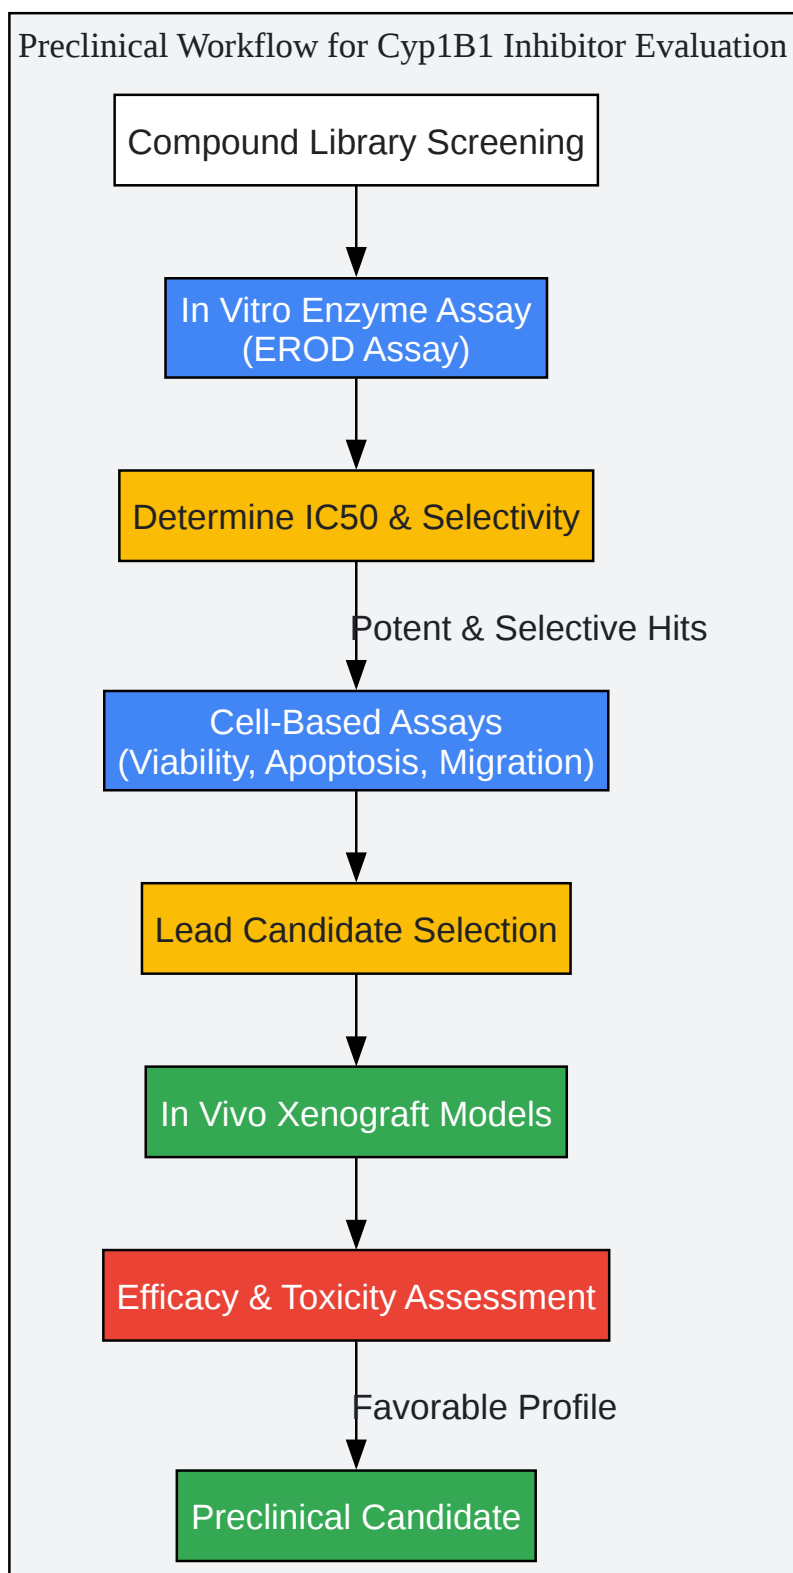 Preclinical Workflow for Cyp1B1 Inhibitor Evaluation
Compound Library Screening
In Vitro Enzyme Assay
(EROD Assay)
Determine IC50 & Selectivity
Potent & Selective Hits
Cell-Based Assays
(Viability, Apoptosis, Migration)
Lead Candidate Selection
In Vivo Xenograft Models
Efficacy & Toxicity Assessment
Favorable Profile
Preclinical Candidate